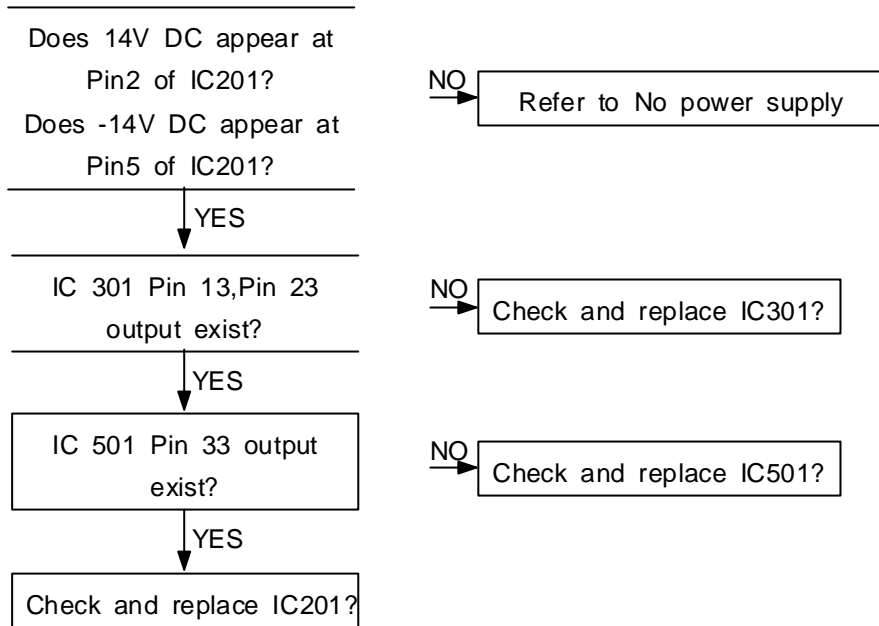 Does 14V DC appear at
Pin2 of IC201?
Does -14V DC appear at
Pin5 of IC201?
NO
Refer to No power supply
YES
IC 301 Pin 13,Pin 23
output exist?
NO
Check and replace IC301?
YES
IC 501 Pin 33 output
exist?
NO
Check and replace IC501?
YES
Check and replace IC201?